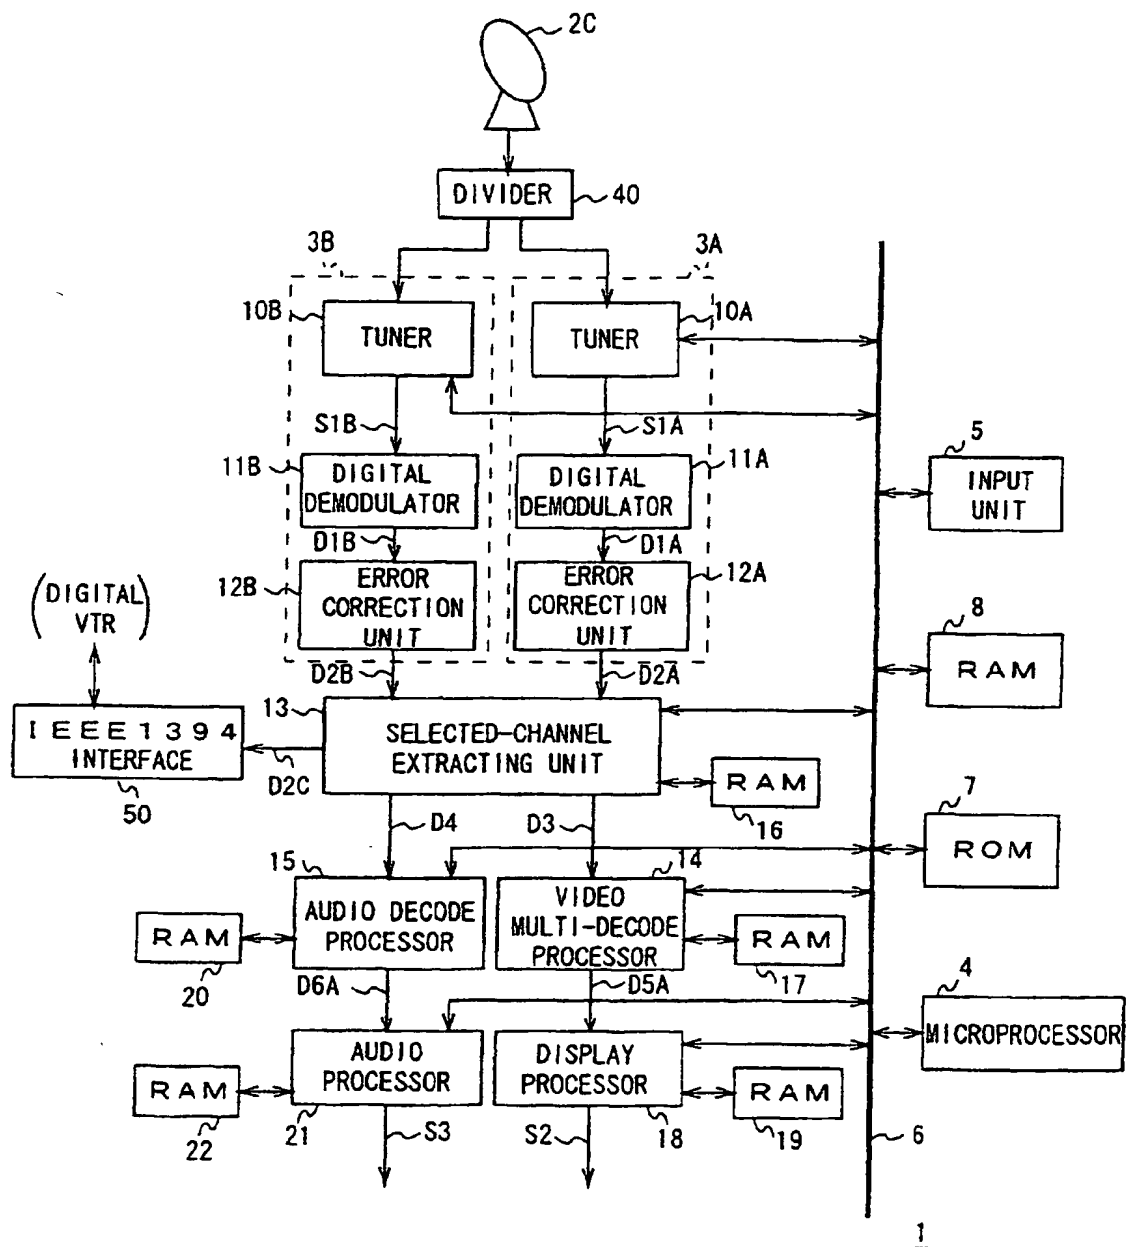 2C
DIVIDER
40
3B
3A
10B
TUNER
TUNER
10A
S1B
S1A
11B
DIGITAL
DEMODULATOR
DIGITAL
DEMODULATOR
11A
5
INPUT
UNIT
D1B
D1A
12B
ERROR
CORRECTION
UNIT
ERROR
CORRECTION
UNIT
12A
(DIGITAL
VTR)
8
RAM
D2B
D2A
13
IEEE1394
INTERFACE
50
D2C
SELECTED-CHANNEL
EXTRACTING UNIT
RAM
16
7
ROM
D4
D3
15
AUDIO DECODE
PROCESSOR
14
VIDEO
MULTI-DECODE
PROCESSOR
RAM
20
RAM
17
D6A
D5A
4
MICROPROCESSOR
AUDIO
PROCESSOR
21
DISPLAY
PROCESSOR
18
RAM
22
RAM
19
S3
S2
6
1